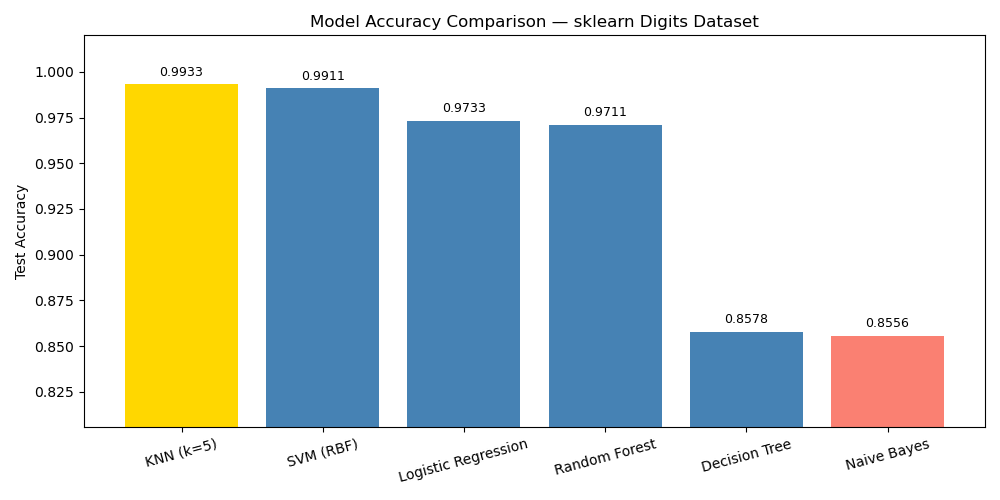 Model Accuracy Comparison — sklearn Digits Dataset
Test Accuracy
1.000
0.975
0.950
0.925
0.900
0.875
0.850
0.825
0.9933
0.9911
0.9733
0.9711
0.8578
0.8556
KNN (k=5)
SVM (RBF)
Logistic Regression
Random Forest
Decision Tree
Naive Bayes